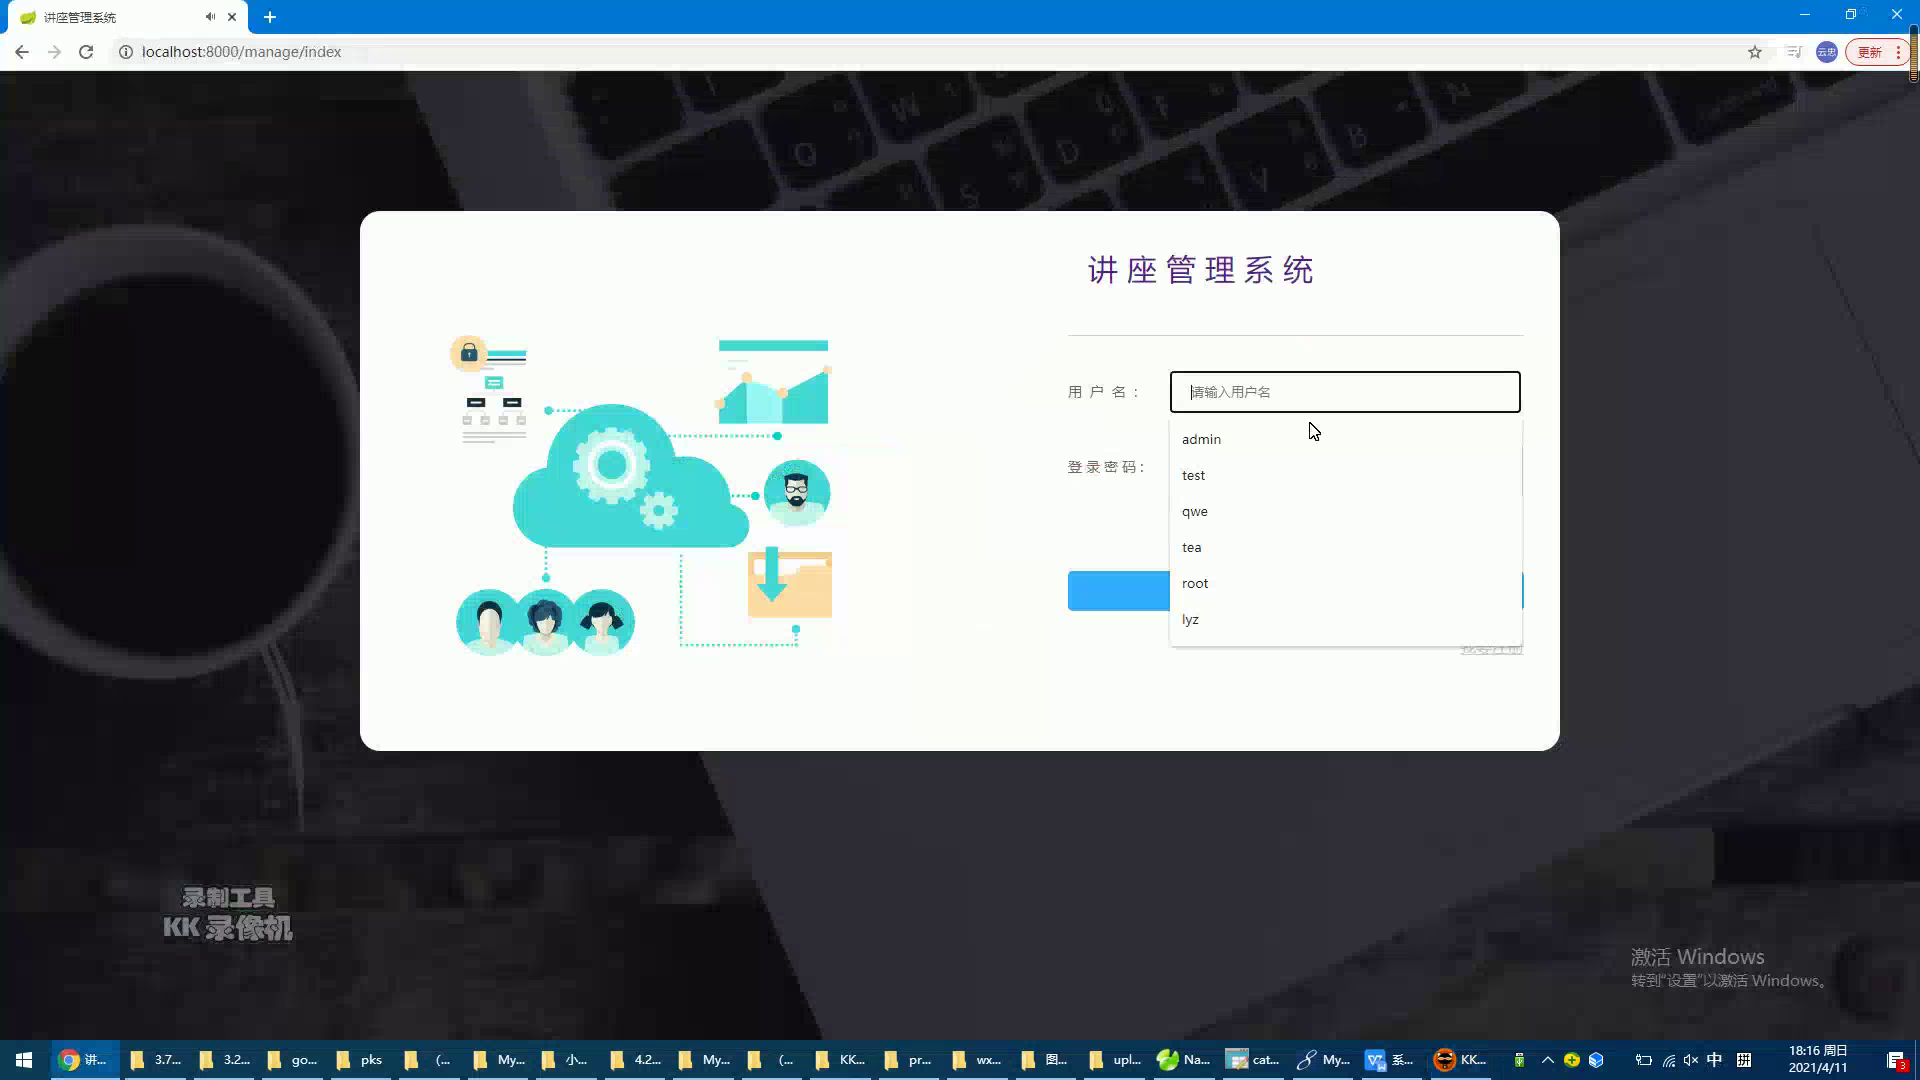 讲座管理系统
localhost:8000/manage/index
云忠
更新
讲座管理系统
用户名：
请输入用户名
admin
test
登录密码：
qwe
tea
root
lyz
录制工具
KK 录像机
激活 Windows
转到“设置”以激活 Windows。
讲...
3.7...
3.2...
go...
pks
(...
My...
小...
4.2...
My...
(...
KK...
pr...
wx...
图...
upl...
Na...
cat...
My...
系...
KK...
中
拼
18:16 周日
2021/4/11
3